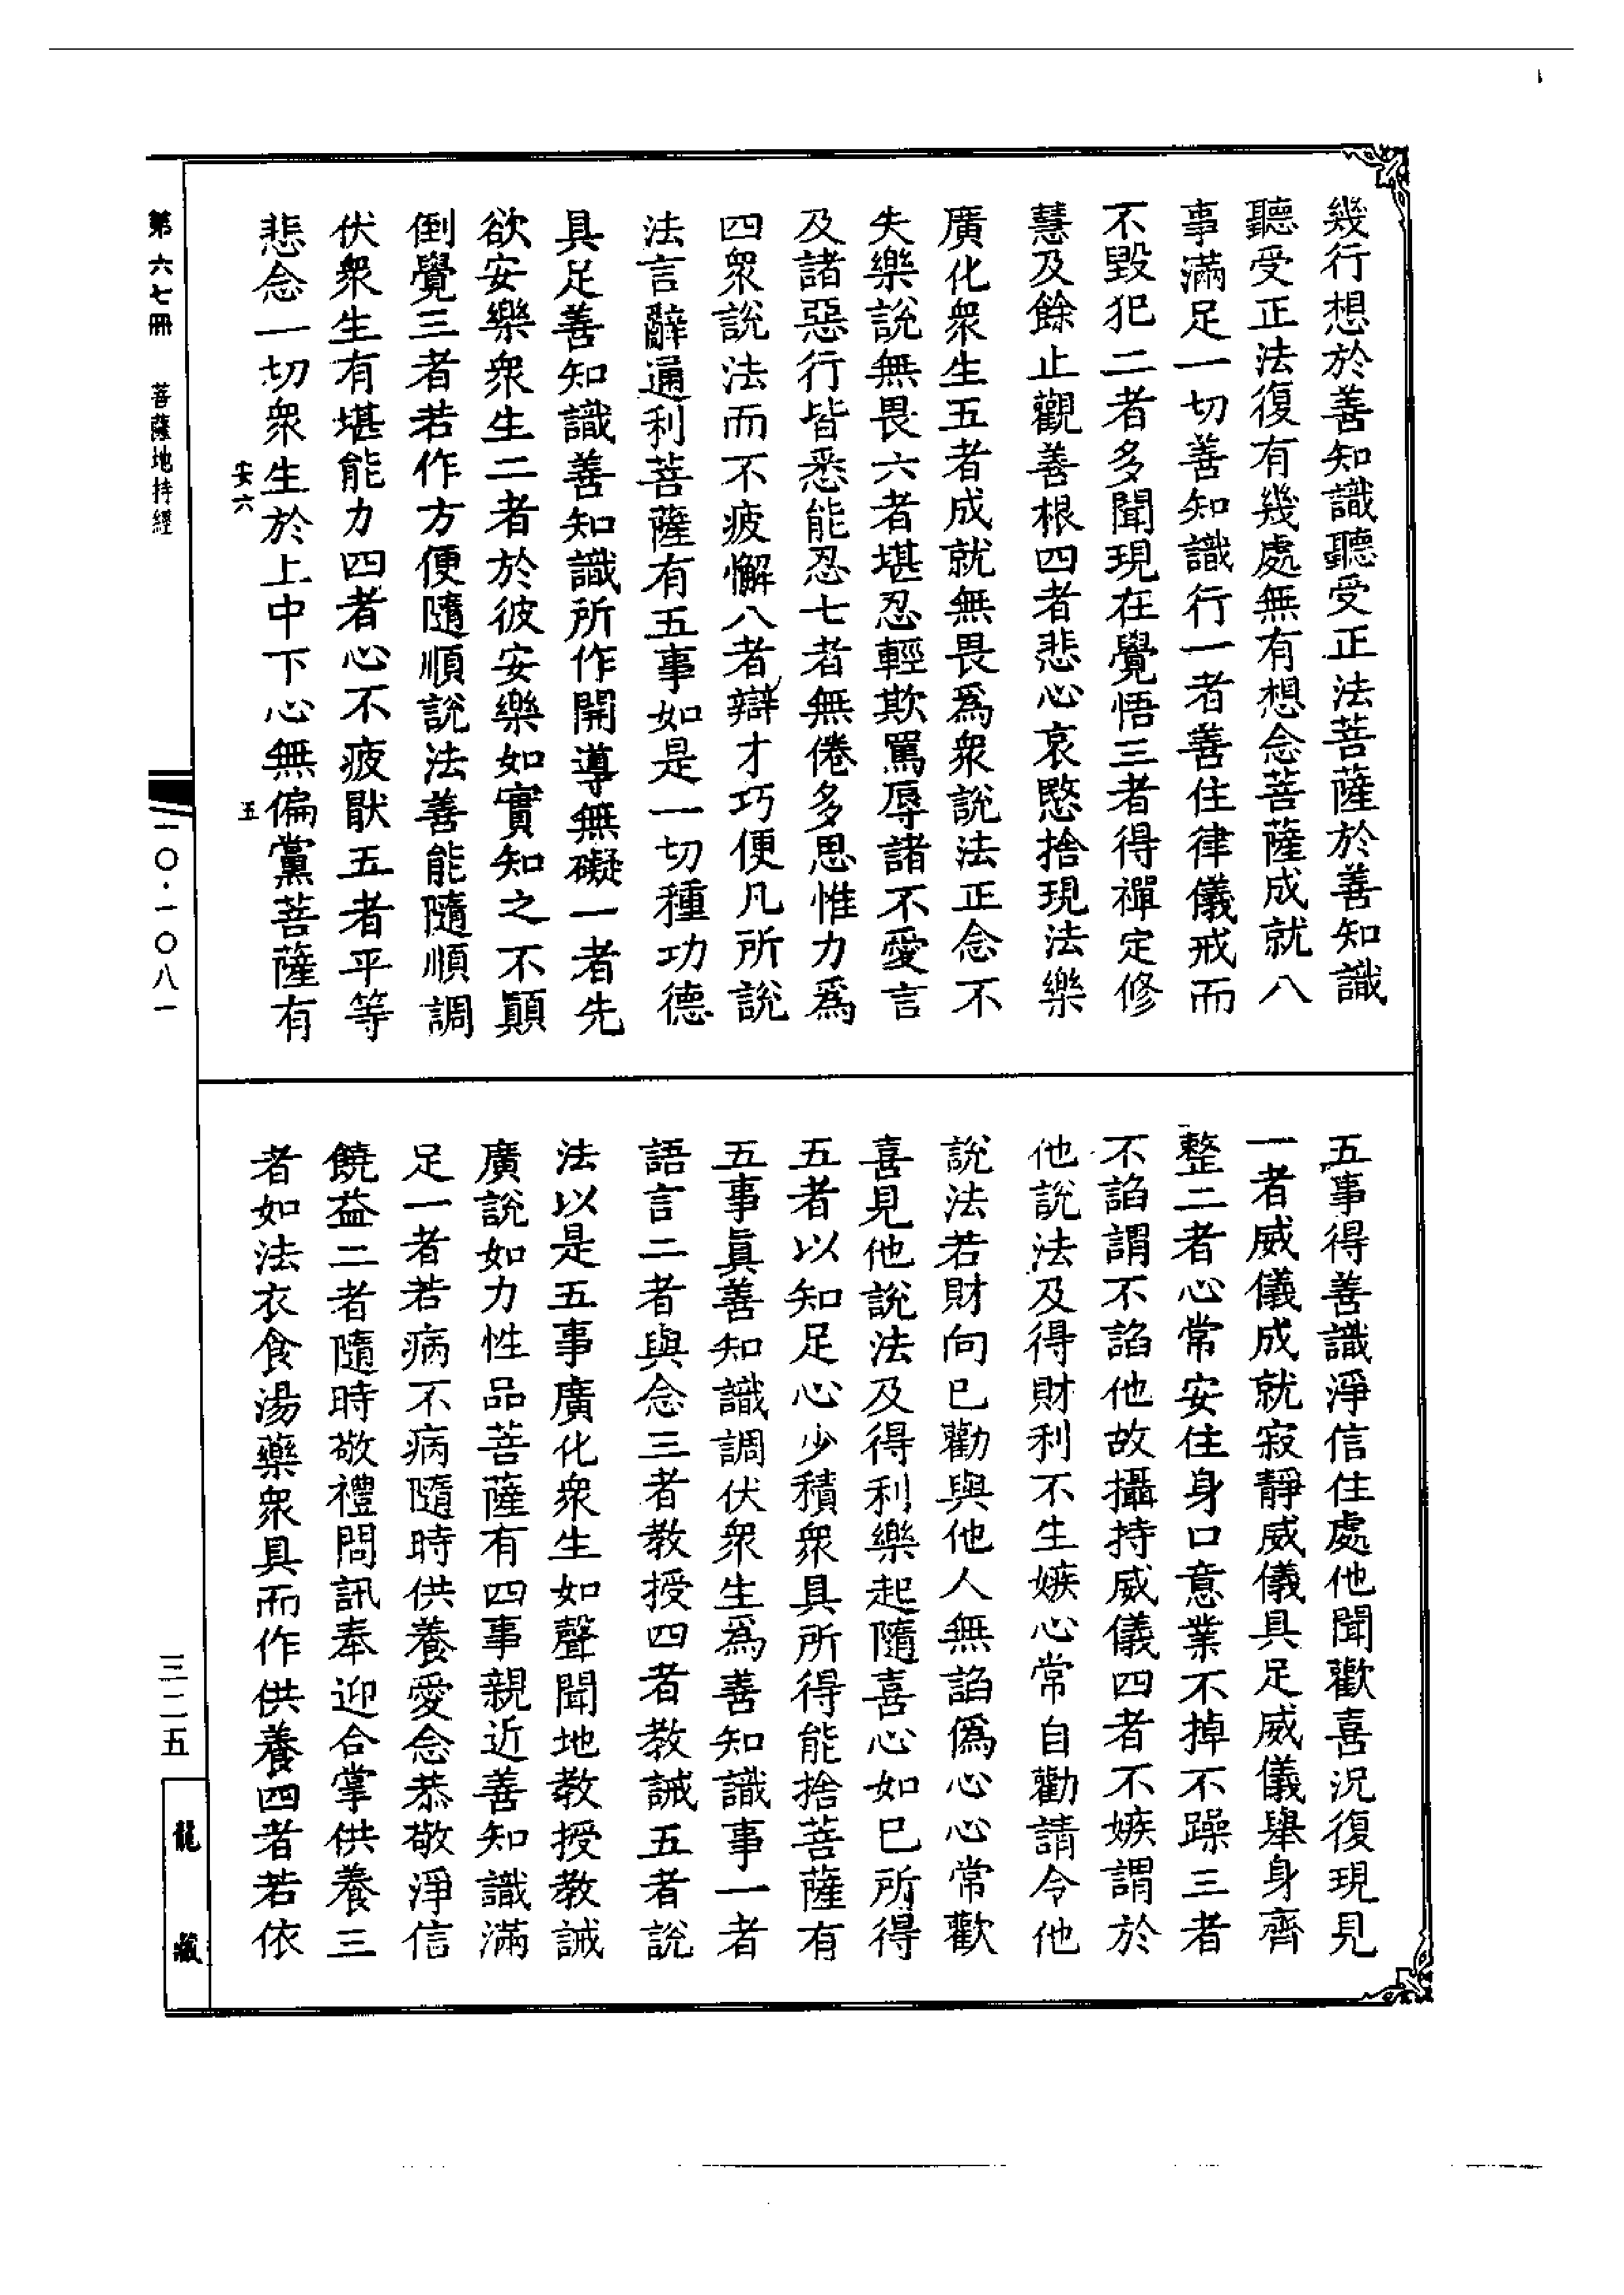 幾行想於善知識聽受正法菩薩於善知識
聽受正法復有幾處無有想念菩薩成就八
事滿足一切善知識行一者善住律儀戒而
不毀犯二者多聞現在覺悟三者得禪定修
慧及餘止觀善根四者悲心哀愍捨現法樂
廣化衆生五者成就無畏爲衆說法正念不
失樂說無畏六者堪忍輕欺罵辱諸不愛言
及諸惡行皆悉能忍七者無倦多思惟力爲
四衆說法而不疲懈八者辯才巧便凡所說
法言辭通利菩薩有五事如是一切種功德
具足善知識善知識所作開導無礙一者先
欲安樂衆生二者於彼安樂如實知之不顚
倒覺三者若作方便隨順說法善能隨順調
伏衆生有堪能力四者心不疲猒五者平等
悲念一切衆生於上中下心無偏黨菩薩有
五事得善識淨信住處他聞歡喜況復現見
一者威儀成就寂靜威儀具足威儀舉身齊
整二者心常安住身口意業不掉不躁三者
不諂謂不諂他故攝持威儀四者不嫉謂於
他說法及得財利不生嫉心常自勸請令他
說法若財向已勸與他人無諂僞心心常歡
喜見他說法及得利樂起隨喜心如已所得
五者以知足心少積衆具所得能捨菩薩有
五事眞善知識調伏衆生爲善知識事一者
語言二者與念三者教授四者教誡五者說
法以是五事廣化衆生如聲聞地教授教誡
廣說如力性品菩薩有四事親近善知識滿
足一者若病不病隨時供養愛念恭敬淨信
饒益二者隨時敬禮問訊奉迎合掌供養三
者如法衣食湯藥衆具而作供養四者若依
安六
五
第六七冊 菩薩地持經
一〇·一〇八一
三二五
龍藏